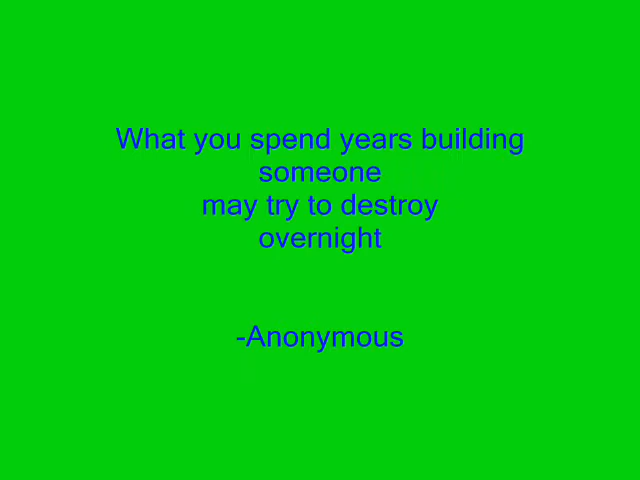 What you spend years building
someone
may try to destroy
overnight
-Anonymous